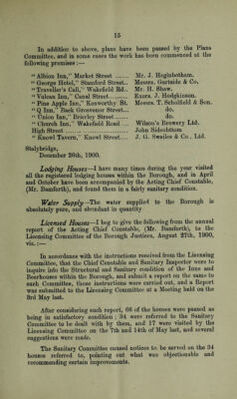 15
In addition to above, plans have been passed by the Plans
Committee, and in some cases the work has been commenced at the
following premises :—
"Albion Inn," Market Street ....... Mr. J. Heginbotham.
"George Hotel," Stamford Street.. Messrs. Gartside & Co.
"Traveller's Call," Wakefield Rd.. Mr. H. Shaw.
"Vulcan Inn," Canal Street ......... Exors. J. Hodgkinson.
"Pine Apple Inn," Kenworthy St. Messrs. T. Scholfield & Son.
"Q Inn," Back Grosvenor Street... do.
"Union Inn," Brierley Street ....... do.
"Church Inn," Wakefield Road ... Wilson's Brewery Ltd.
High Street ............................. John Sidebottom
"Knowl Tavern," Knowl Street.... J. G. Swales & Co., Ltd.
Stalybridge,
December 20th, 1900.
Lodging Houses—I have many times during the year visited
all the registered lodging houses within the Borough, and in April
and October have been accompanied by the Acting Chief Constable,
(Mr. Bamforth), and found them in a fairly sanitary condition.
Water Supply—The water supplied to the Borough is
absolutely pure, and abundant in quantity
Licensed Houses—I beg to give the following from the annual
report of the Acting Chief Constable, (Mr. Bamforth), to the
Licensing Committee of the Borough Justices, August 27th, 1900,
viz. :—
In accordance with the instructions received from the Licensing
Committee, that the Chief Constable and Sanitary Inspector were to
inquire into the Structural and Sanitary condition of the Inns and
Beerhouses within the Borough, and submit a report on the same to
such Committee, those instructions were carried out, and a Report
was submitted to the Licensing Committee at a Meeting held on the
3rd May last.
After considering such report, 66 of the houses were passed as
being in satisfactory condition ; 34 were referred to the Sanitary
Committee to be dealt with by them, and 17 were visited by the
Licensing Committee on the 7th and 14th of May last, and several
suggestions were made.
The Sanitary Committee caused notices to be served on the 34
houses referred to, pointing out what was objectionable and
recommending certain improvements.